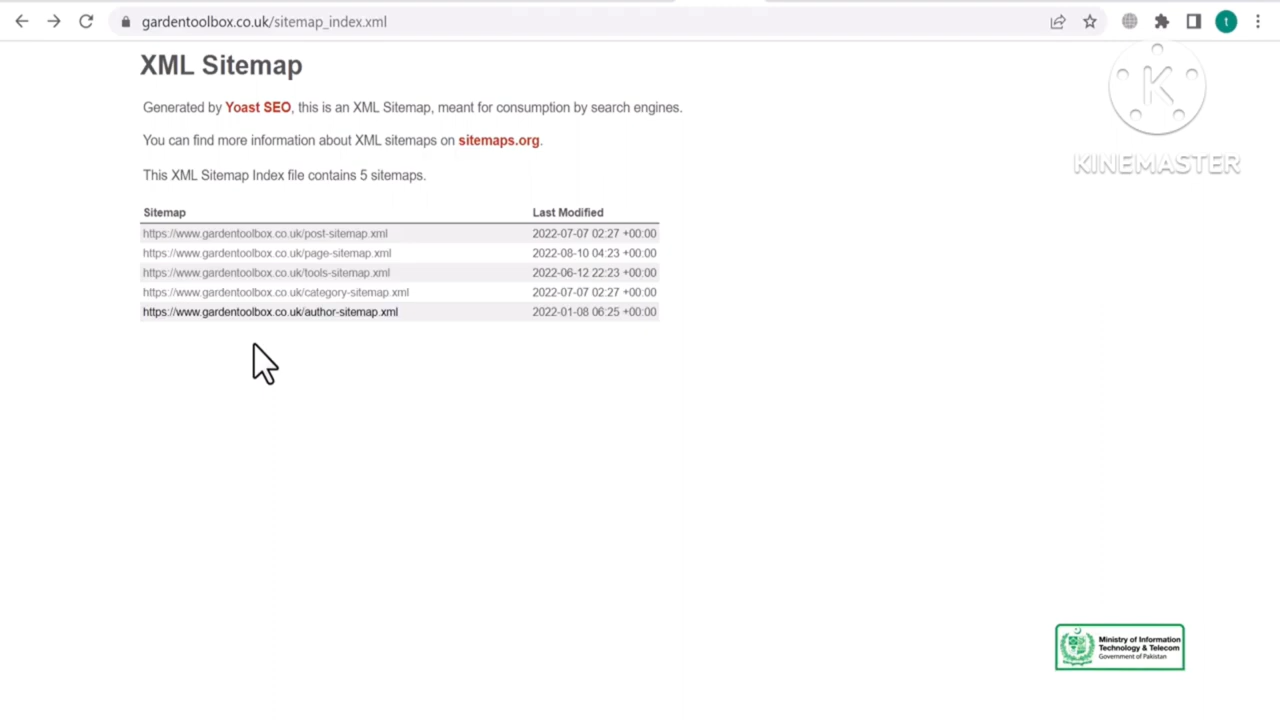 gardentoolbox.co.uk/sitemap_index.xml
t
XML Sitemap
K
KINEMASTER
Generated by Yoast SEO, this is an XML Sitemap, meant for consumption by search engines.
You can find more information about XML sitemaps on sitemaps.org.
This XML Sitemap Index file contains 5 sitemaps.
Sitemap Last Modified
https://www.gardentoolbox.co.uk/post-sitemap.xml 2022-07-07 02:27 +00:00
https://www.gardentoolbox.co.uk/page-sitemap.xml 2022-08-10 04:23 +00:00
https://www.gardentoolbox.co.uk/tools-sitemap.xml 2022-06-12 22:23 +00:00
https://www.gardentoolbox.co.uk/category-sitemap.xml 2022-07-07 02:27 +00:00
https://www.gardentoolbox.co.uk/author-sitemap.xml 2022-01-08 06:25 +00:00
Ministry of Information
Technology & Telecom
Government of Pakistan